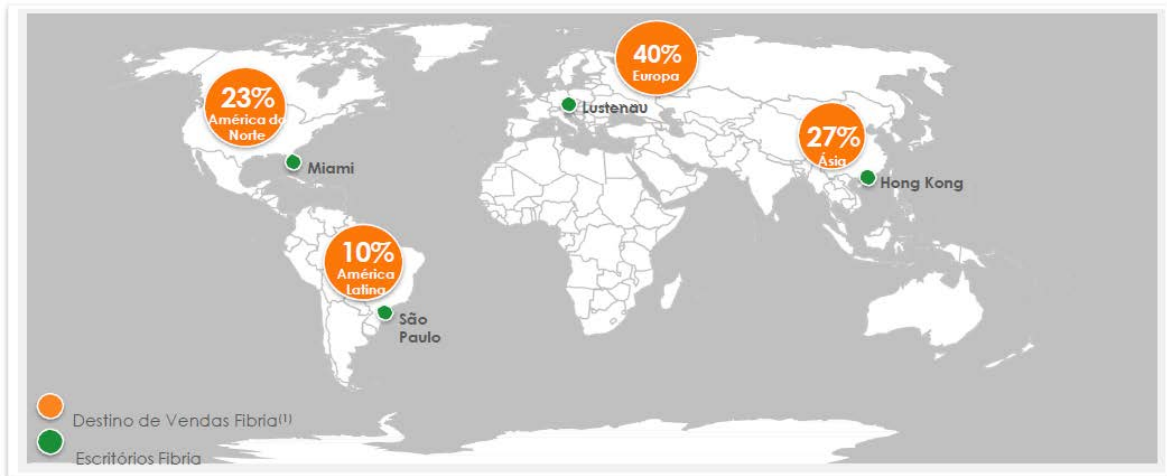 40%
Europa
23%
América do
Norte
Lustenau
27%
Ásia
Miami
Hong Kong
10%
América
Latina
São
Paulo
Destino de Vendas Fibria(1)
Escritórios Fibria